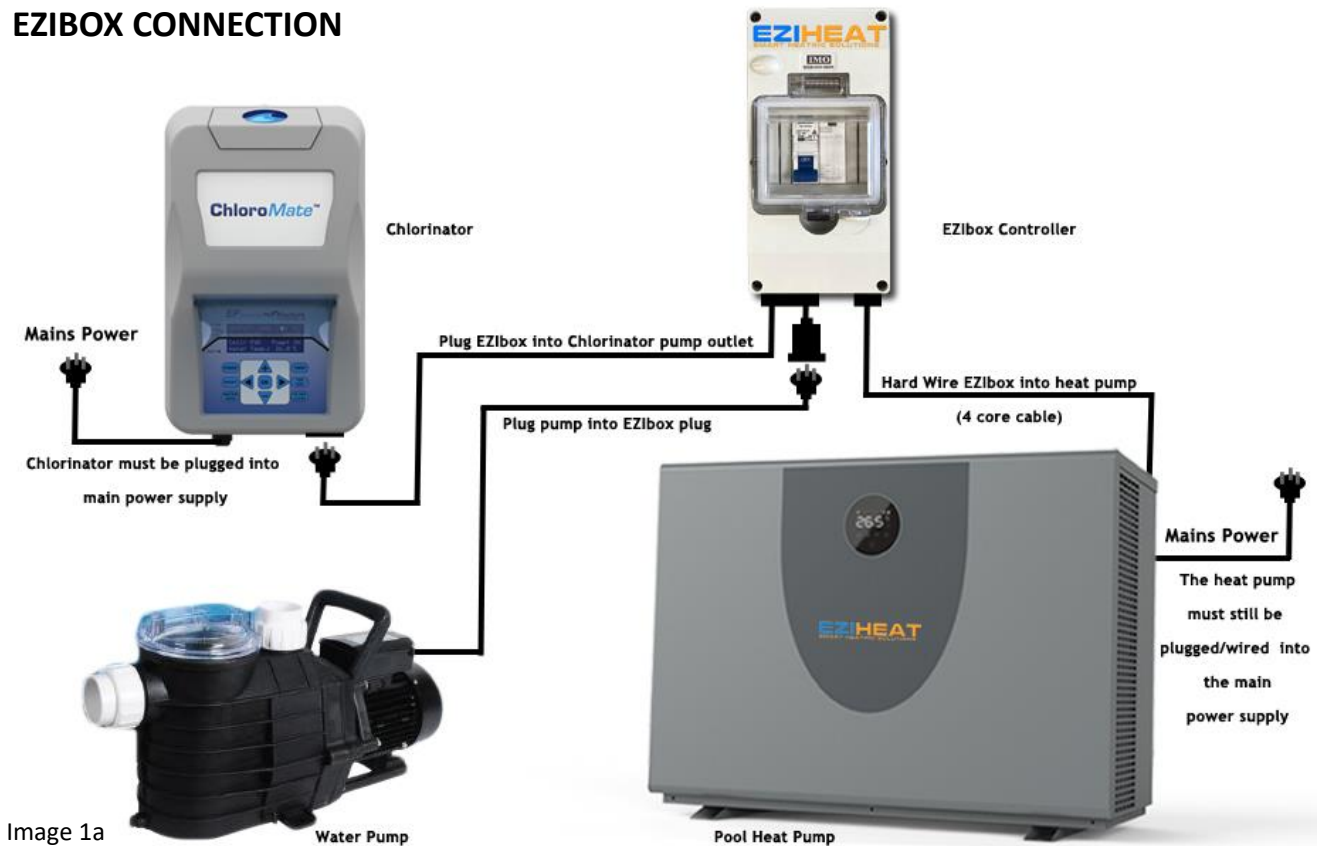 EZIBOX CONNECTION
EZIHEAT
SMART HEATING SOLUTIONS
IMO
ChloroMate™
Chlorinator
EZIbox Controller
Mains Power
Plug EZIbox into Chlorinator pump outlet
Hard Wire EZIbox into heat pump
(4 core cable)
Plug pump into EZIbox plug
Chlorinator must be plugged into
main power supply
26.5°
Mains Power
The heat pump
must still be
plugged/wired into
the main
power supply
EZIHEAT
SMART HEATING SOLUTIONS
Image 1a
Water Pump
Pool Heat Pump